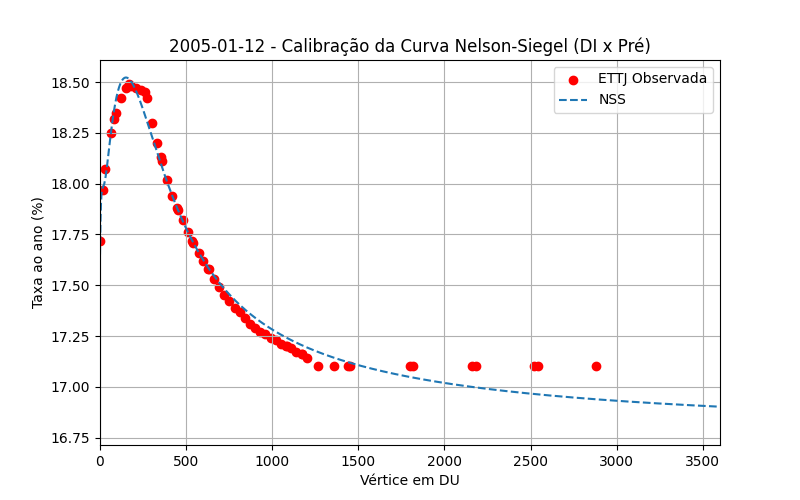 2005-01-12 - Calibração da Curva Nelson-Siegel (DI x Pré)
ETTJ Observada
NSS
Taxa ao ano (%)
18.50
18.25
18.00
17.75
17.50
17.25
17.00
16.75
0 500 1000 1500 2000 2500 3000 3500
Vértice em DU